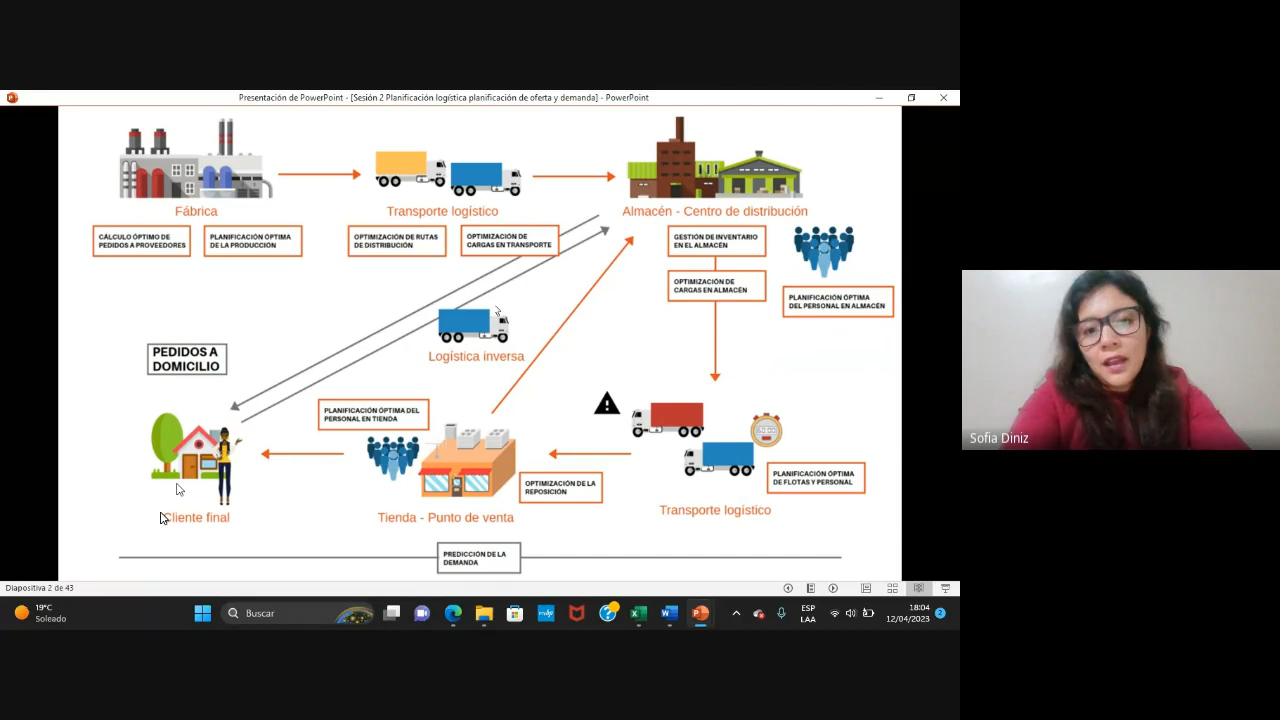 Presentación de PowerPoint - [Sesión 2 Planificación logística planificación de oferta y demanda] - PowerPoint
Fábrica
Transporte logístico
Almacén - Centro de distribución
CÁLCULO ÓPTIMO DE
PEDIDOS A PROVEEDORES
PLANIFICACIÓN ÓPTIMA
DE LA PRODUCCIÓN
OPTIMIZACIÓN DE RUTAS
DE DISTRIBUCIÓN
OPTIMIZACIÓN DE
CARGAS EN TRANSPORTE
GESTIÓN DE INVENTARIO
EN EL ALMACÉN
OPTIMIZACIÓN DE
CARGAS EN ALMACÉN
PLANIFICACIÓN ÓPTIMA
DEL PERSONAL EN ALMACÉN
Logística inversa
PEDIDOS A
DOMICILIO
PLANIFICACIÓN ÓPTIMA DEL
PERSONAL EN TIENDA
OPTIMIZACIÓN DE LA
REPOSICIÓN
PLANIFICACIÓN ÓPTIMA
DE FLOTAS Y PERSONAL
Cliente final
Tienda - Punto de venta
Transporte logístico
PREDICCIÓN DE LA
DEMANDA
Sofia Diniz
Diapositiva 2 de 43
19°C
Soleado
Buscar
ESP
LAA
18:04
12/04/2023
2